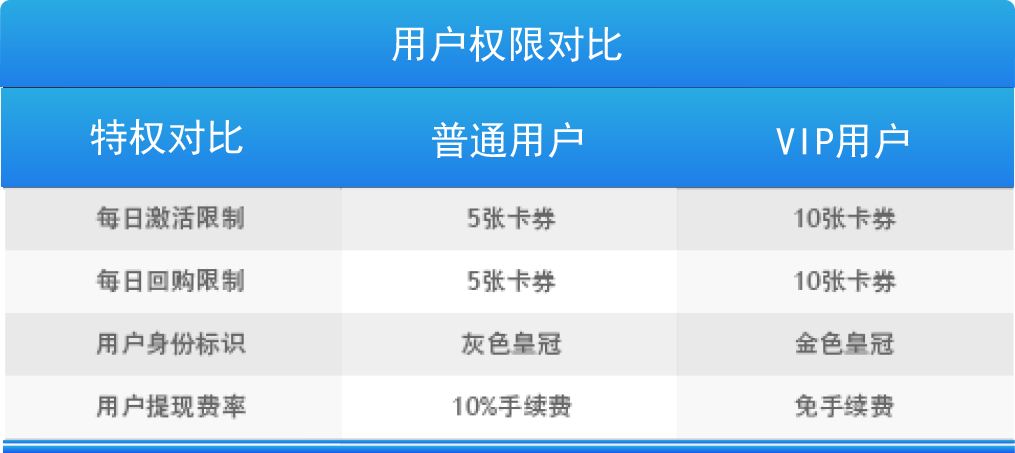 用户权限对比
特权对比 普通用户 VIP用户
每日激活限制 5张卡券 10张卡券
每日回购限制 5张卡券 10张卡券
用户身份标识 灰色皇冠 金色皇冠
用户提现费率 10%手续费 免手续费